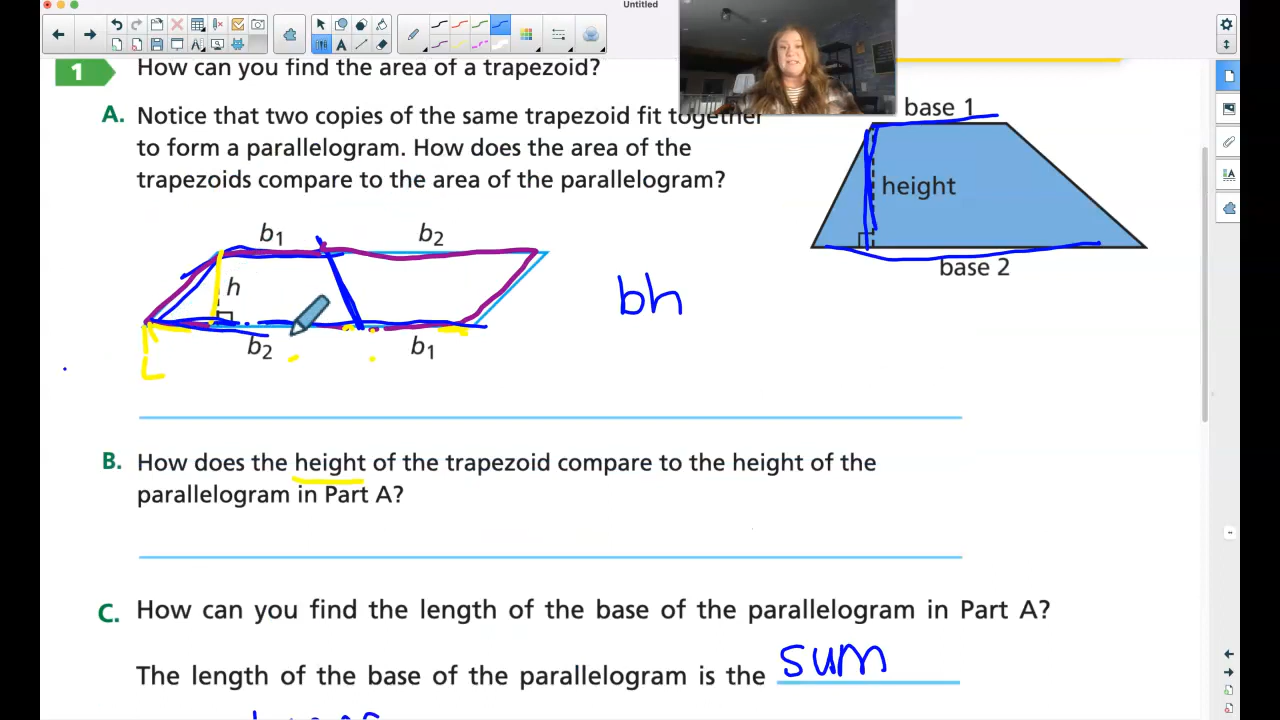 Untitled
1 How can you find the area of a trapezoid?
A. Notice that two copies of the same trapezoid fit together
to form a parallelogram. How does the area of the
trapezoids compare to the area of the parallelogram?
base 1
height
base 2
b1 b2
h
b2 b1
bh
B. How does the height of the trapezoid compare to the height of the
parallelogram in Part A?
C. How can you find the length of the base of the parallelogram in Part A?
The length of the base of the parallelogram is the sum